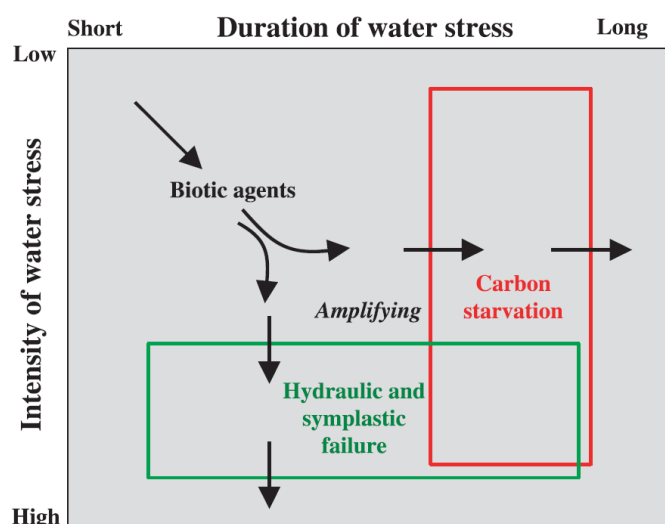 Short Duration of water stress Long
Low
Intensity of water stress
Biotic agents
Carbon
starvation
Amplifying
Hydraulic and
symplastic
failure
High